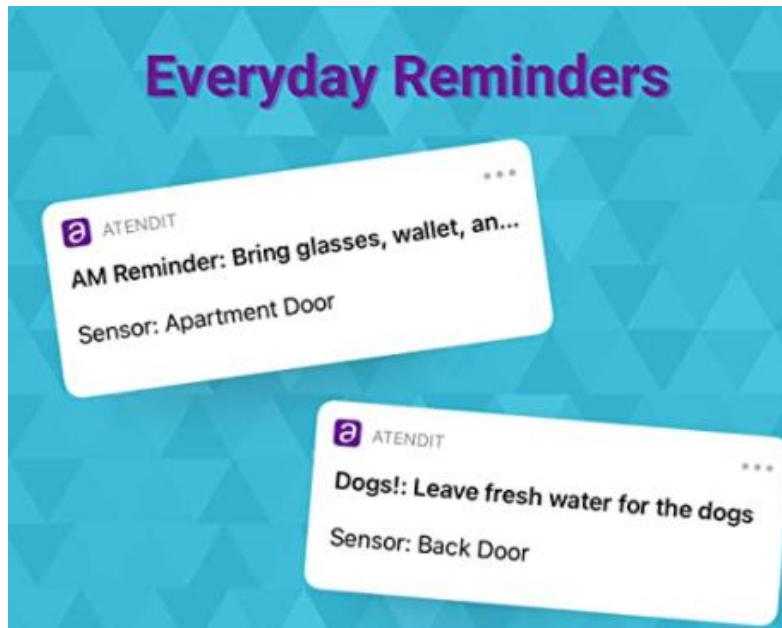 Everyday Reminders
ATENDIT
AM Reminder: Bring glasses, wallet, an...
Sensor: Apartment Door
ATENDIT
Dogs!: Leave fresh water for the dogs
Sensor: Back Door